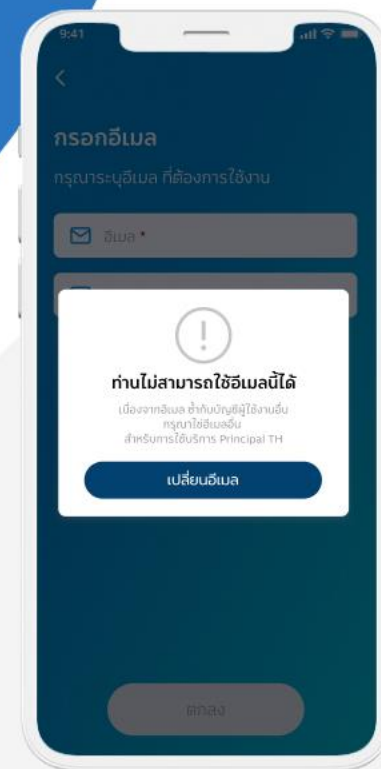 9:41
กรอกอีเมล
กรุณาระบุอีเมล ที่ต้องการใช้งาน
อีเมล *
ท่านไม่สามารถใช้อีเมลนี้ได้
เนื่องจากอีเมล ซ้ำกับบัญชีผู้ใช้งานอื่น
กรุณาใช้อีเมลอื่น
สำหรับการใช้บริการ Principal TH
เปลี่ยนอีเมล
ตกลง